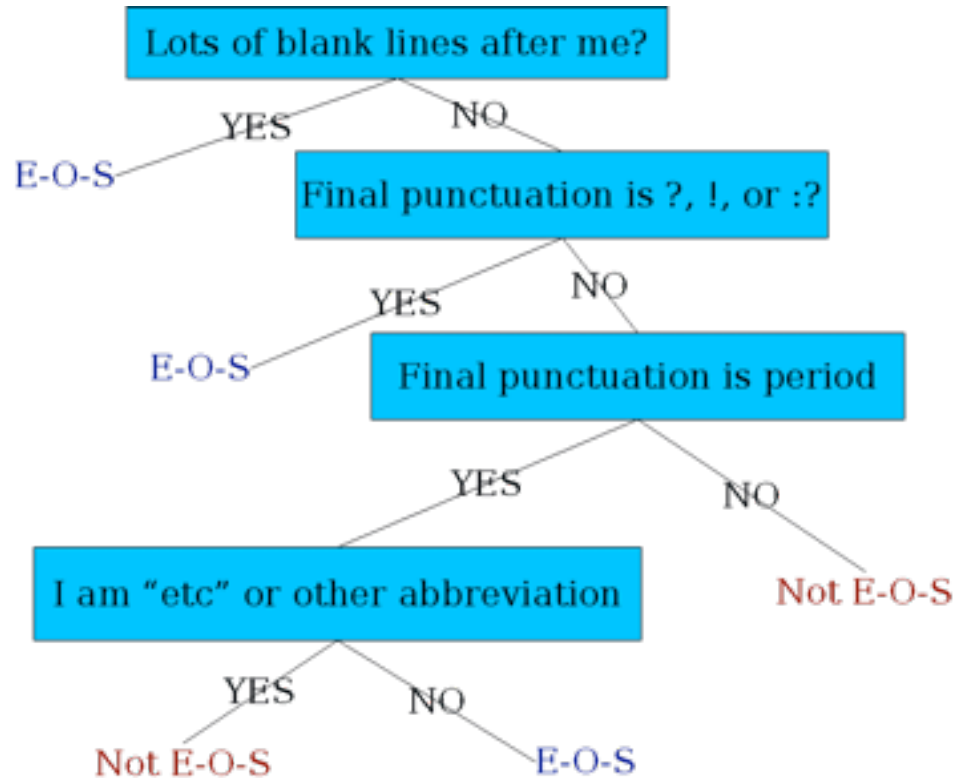 Lots of blank lines after me?
YES
NO
E-O-S
Final punctuation is ?, !, or :?
YES
NO
E-O-S
Final punctuation is period
YES
NO
I am “etc” or other abbreviation
Not E-O-S
YES
NO
Not E-O-S
E-O-S